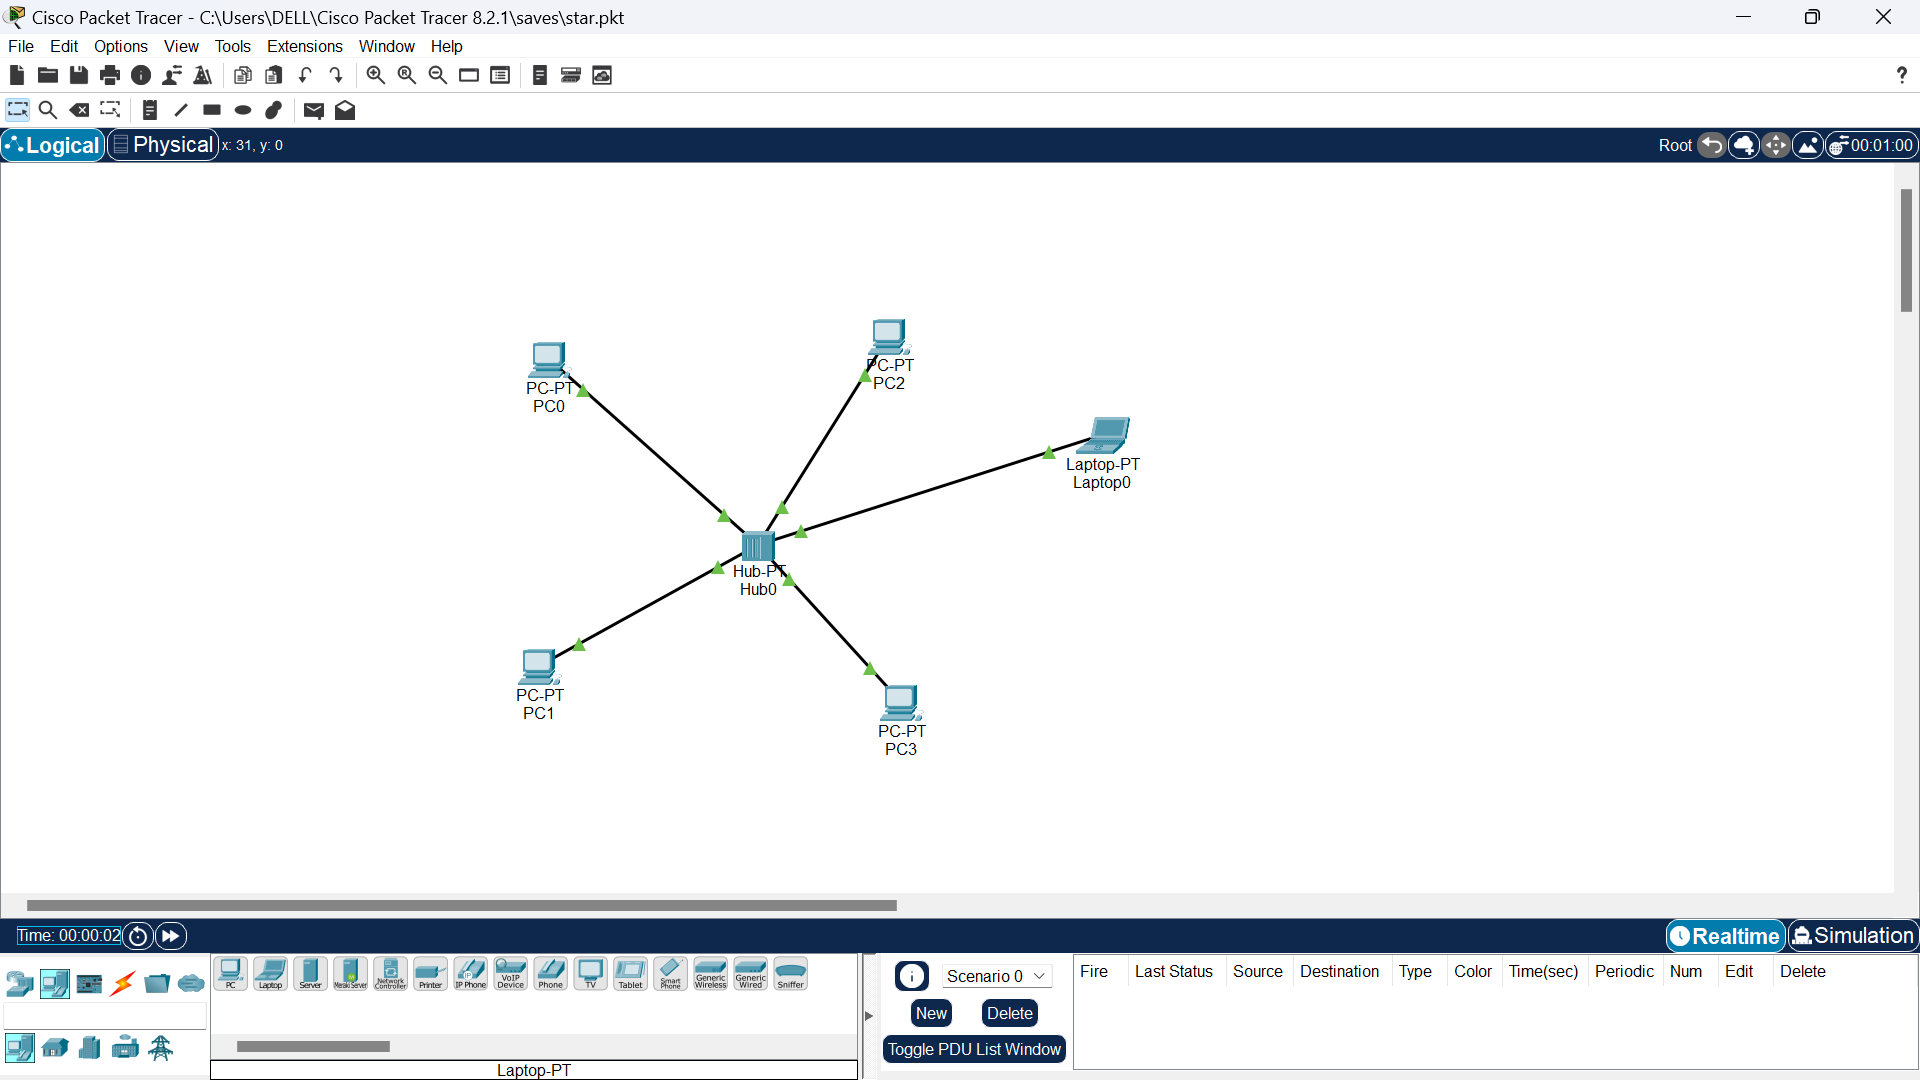 Cisco Packet Tracer - C:\Users\DELL\Cisco Packet Tracer 8.2.1\saves\star.pkt
File Edit Options View Tools Extensions Window Help
?
Logical Physical x: 31, y: 0 Root 00:01:00
PC-PT
PC2
PC-PT
PC0
Laptop-PT
Laptop0
Hub-PT
Hub0
PC-PT
PC1
PC-PT
PC3
Time: 00:00:02 Realtime Simulation
PC Laptop Server Meraki Server Network Controller Printer IP Phone VoIP Device Phone TV Tablet Smart Phone Generic Wireless Generic Wired Sniffer
Laptop-PT
Scenario 0
New Delete
Toggle PDU List Window
Fire Last Status Source Destination Type Color Time(sec) Periodic Num Edit Delete